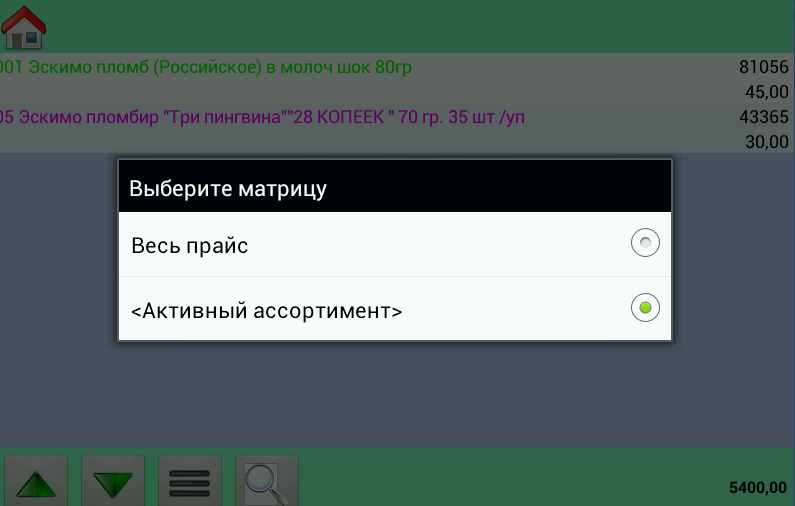 001 Эскимо пломб (Российское) в молоч шок 80гр 81056
45,00
05 Эскимо пломбир "Три пингвина""28 КОПЕЕК " 70 гр. 35 шт /уп 43365
30,00
Выберите матрицу
Весь прайс
<Активный ассортимент>
5400,00